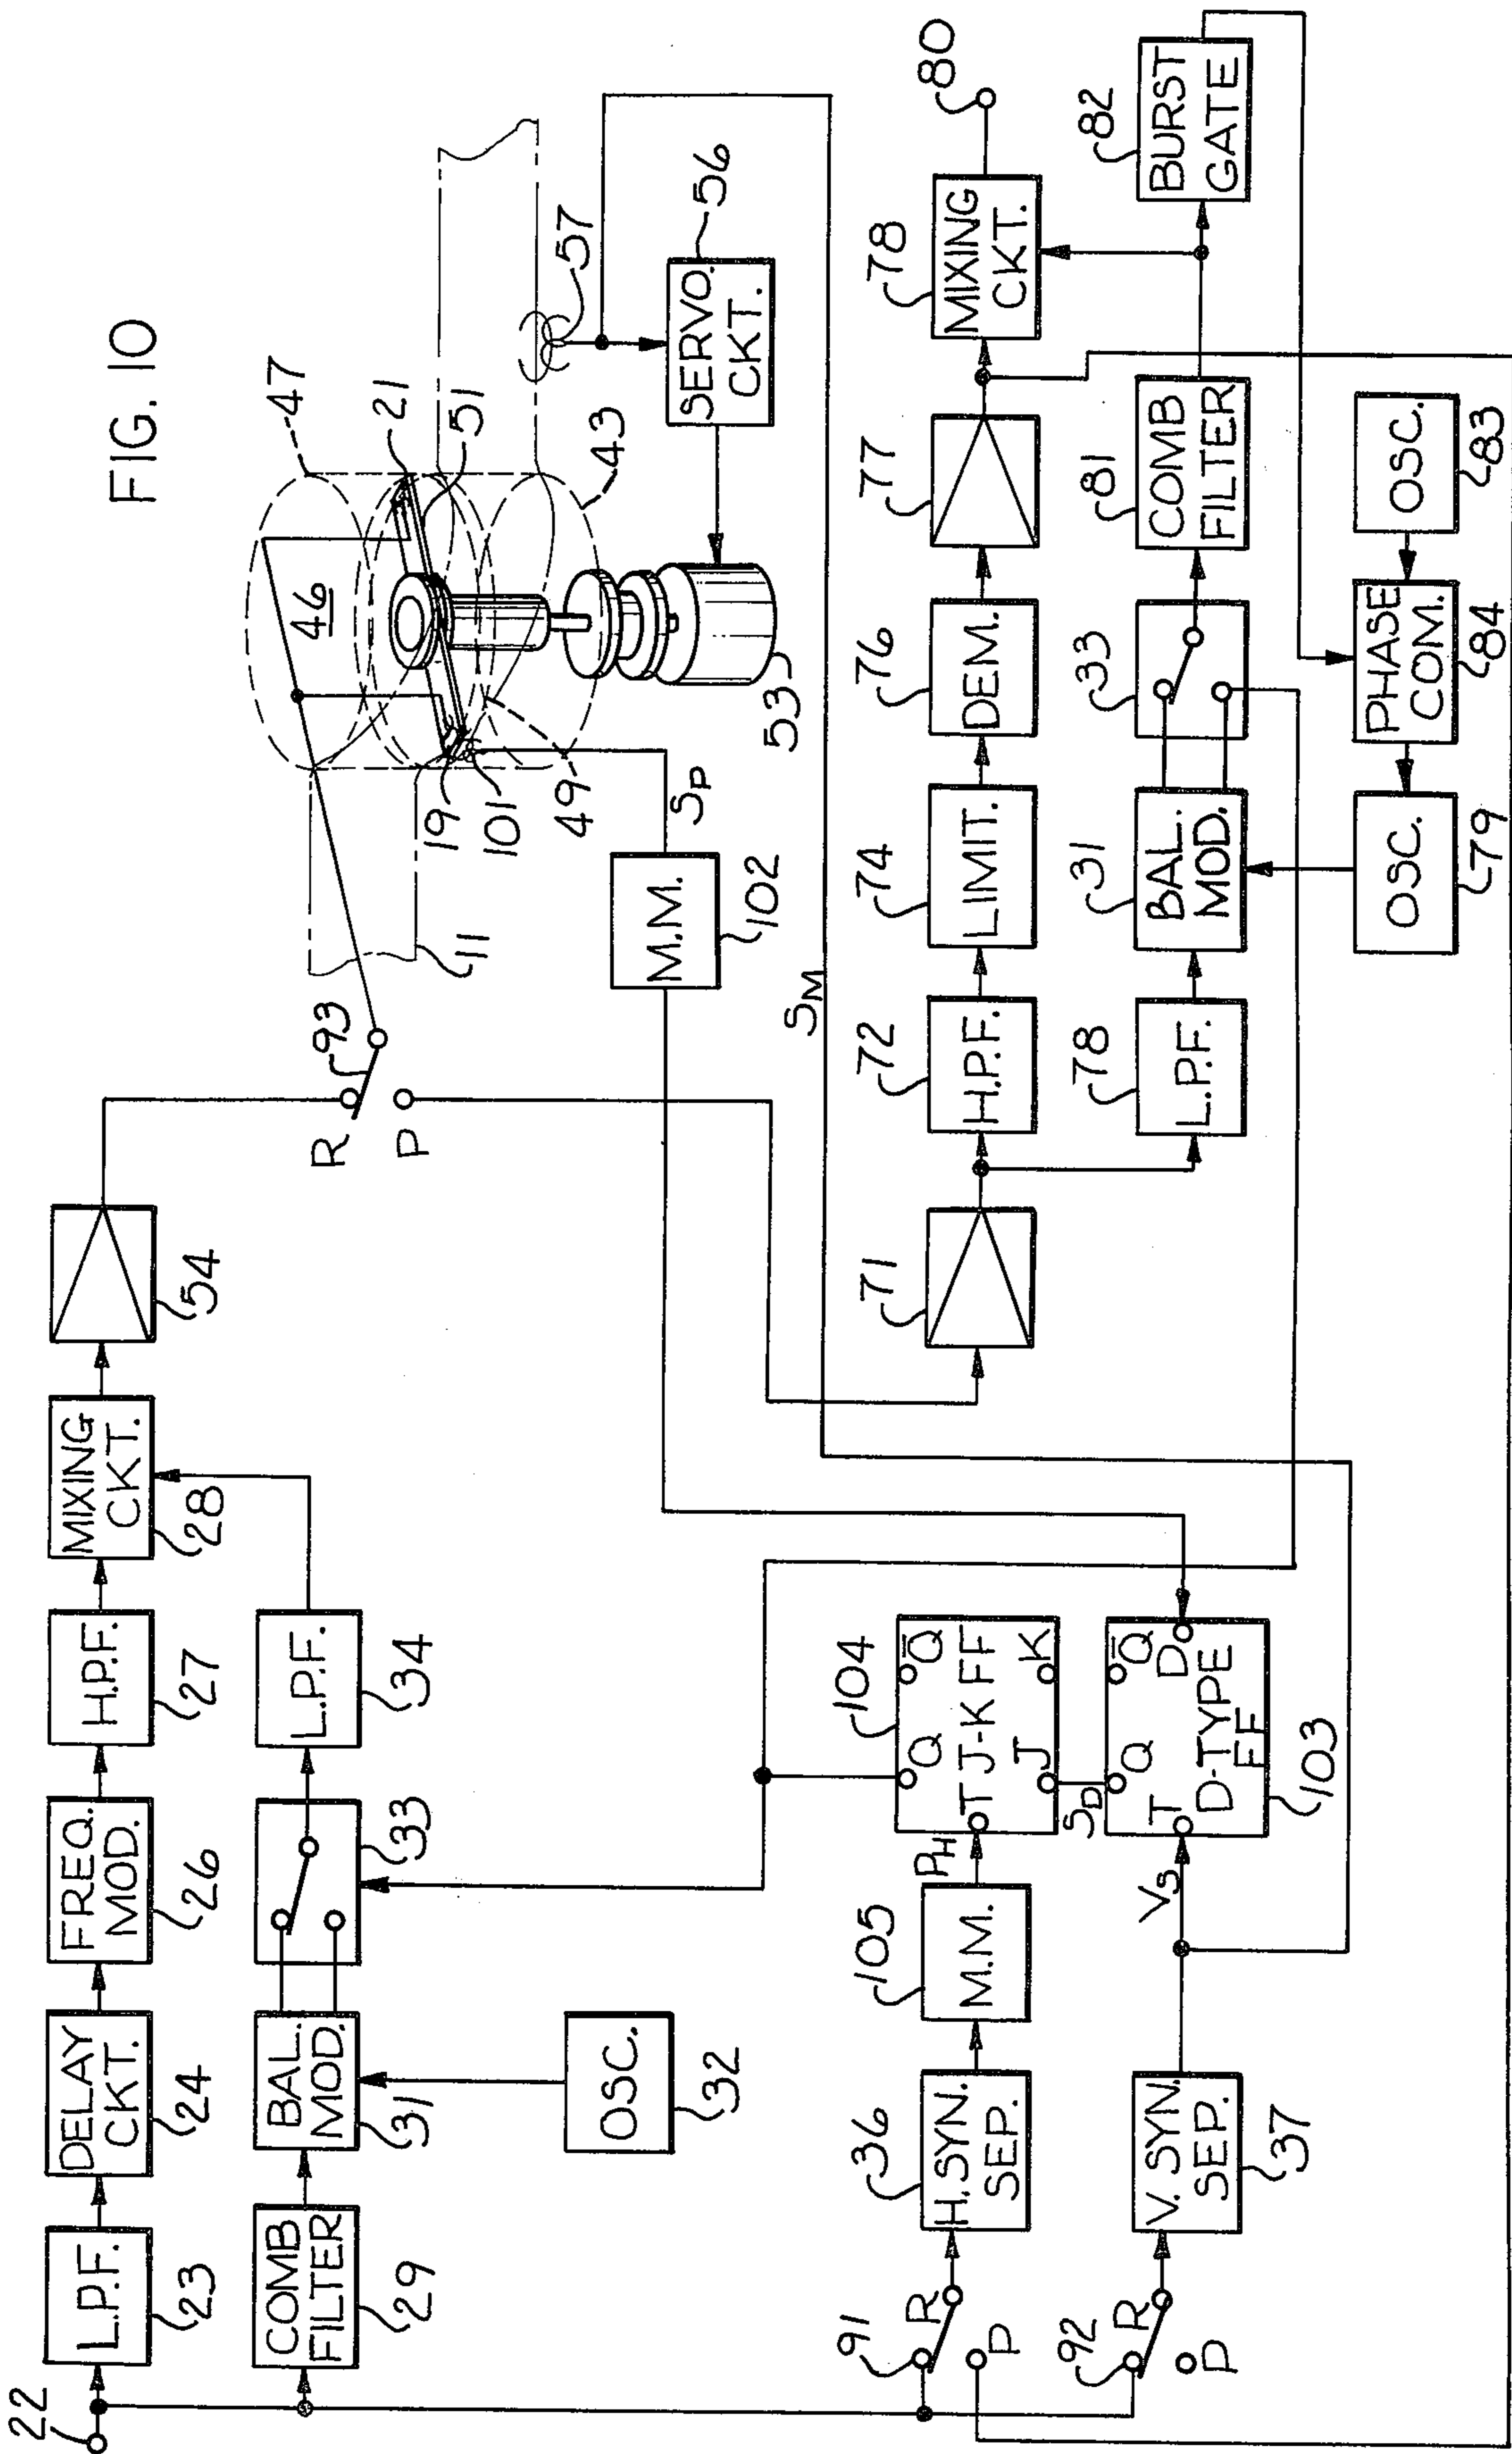 FIG. 10
22
L.P.F.
23
DELAY
CKT.
24
FREQ.
MOD.
26
H.P.F.
27
MIXING
CKT.
28
54
COMB
FILTER
29
BAL.
MOD.
31
33
L.P.F.
34
OSC.
32
R
P
93
11
46
47
21
51
19
101
49
43
53
57
SERVO.
CKT.
56
M.M.
102
SP
SM
91
R
P
H.SYN.
SEP.
36
M.M.
105
PH
104
Q
Q̄
T J-K FF
J
K
SD
92
R
P
V. SYN.
SEP.
37
VS
Q
Q̄
T
D
D-TYPE
FF
103
71
H.P.F.
72
LIMIT.
74
DEM.
76
77
MIXING
CKT.
78
80
L.P.F.
78
BAL.
MOD.
31
33
COMB
FILTER
81
BURST
GATE
82
OSC.
79
PHASE
COM.
84
OSC.
83